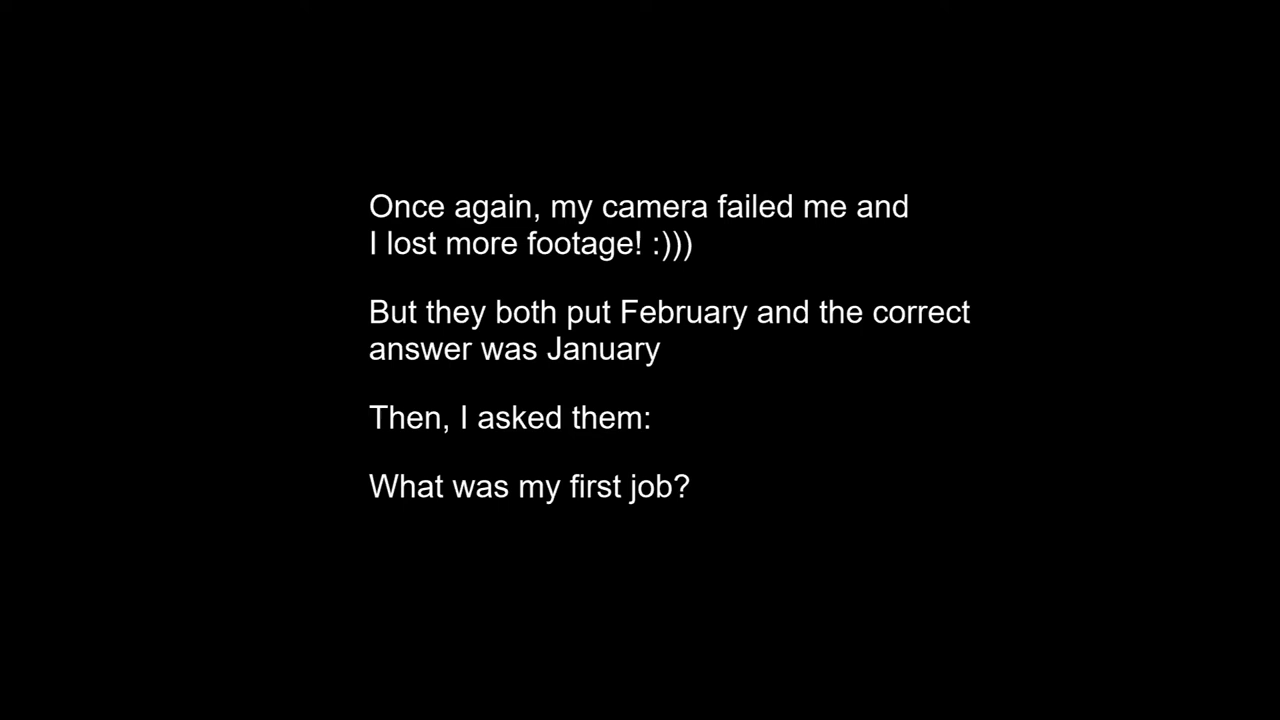 Once again, my camera failed me and
I lost more footage! :)))
But they both put February and the correct
answer was January
Then, I asked them:
What was my first job?